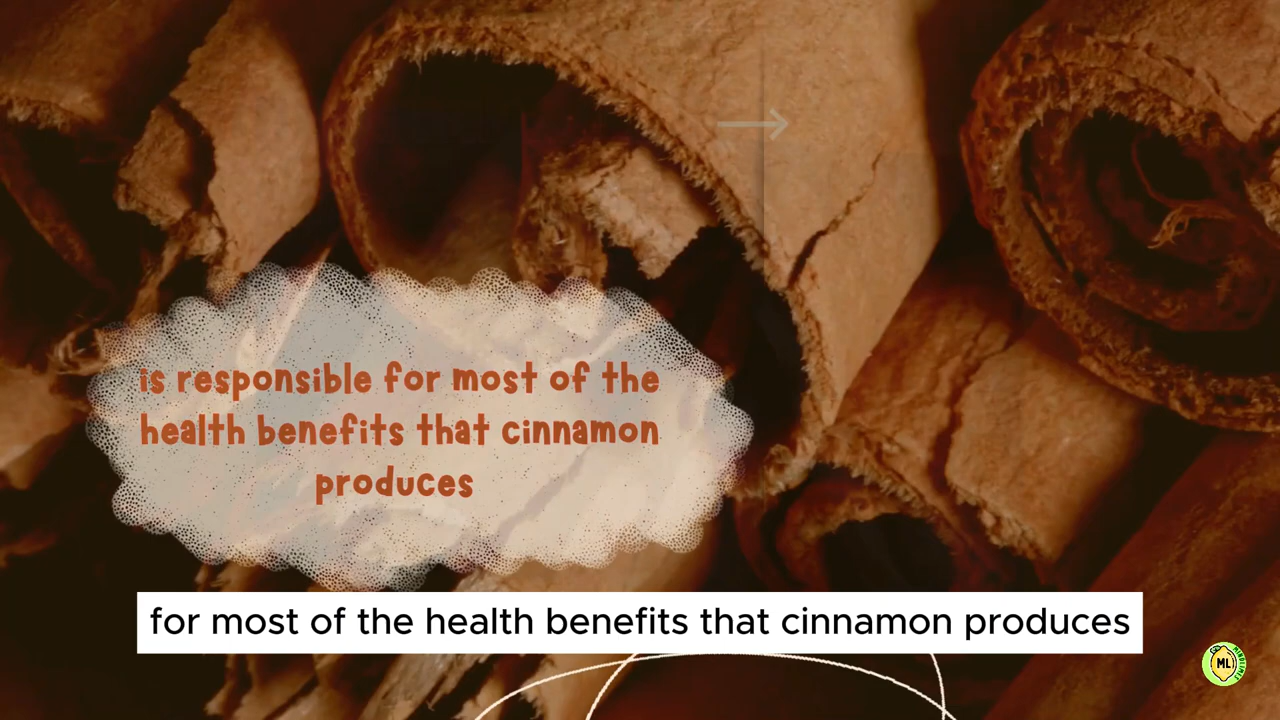 is responsible for most of the
health benefits that cinnamon
produces
for most of the health benefits that cinnamon produces
ML